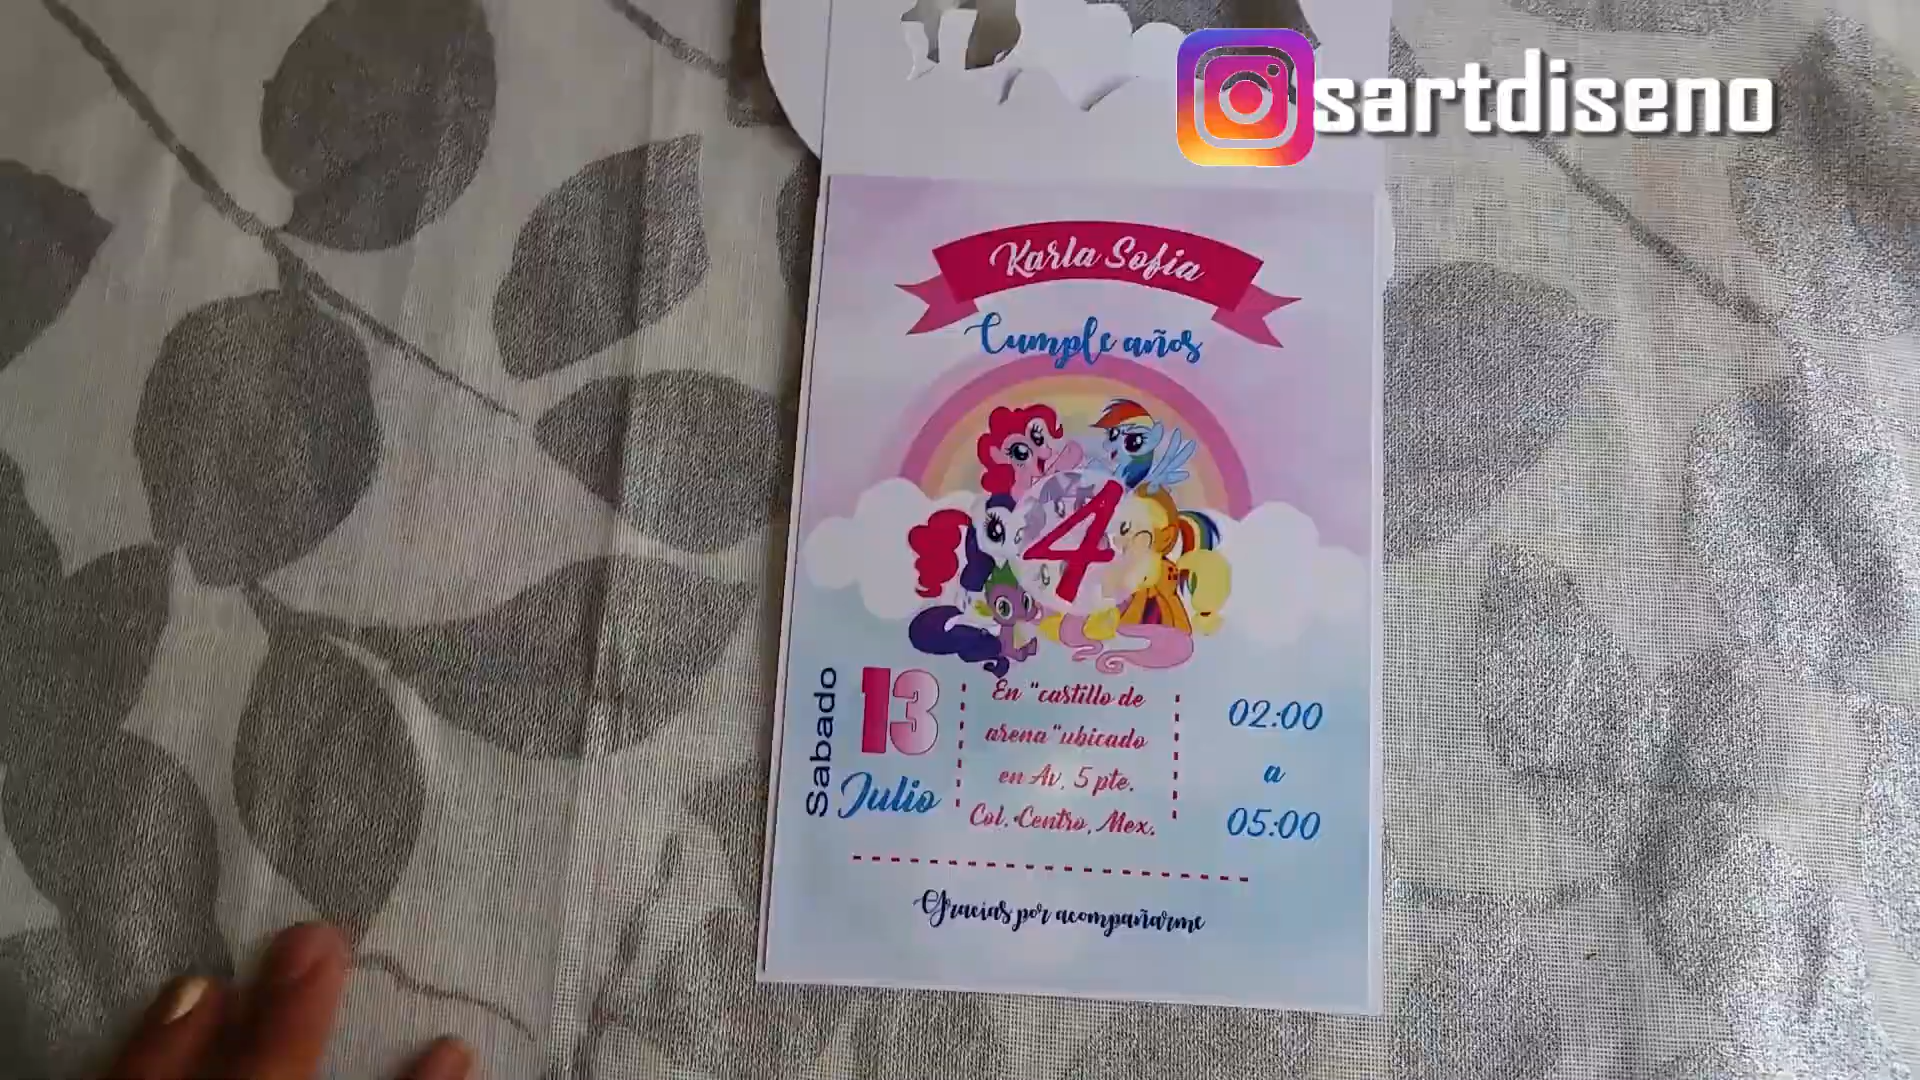 sartdiseno
Karla Sofia
Cumple años
4
Sabado
13
Julio
En "castillo de
arena"ubicado
en Av, 5 pte.
Col. Centro, Mex.
02:00
a
05:00
Gracias por acompañarme